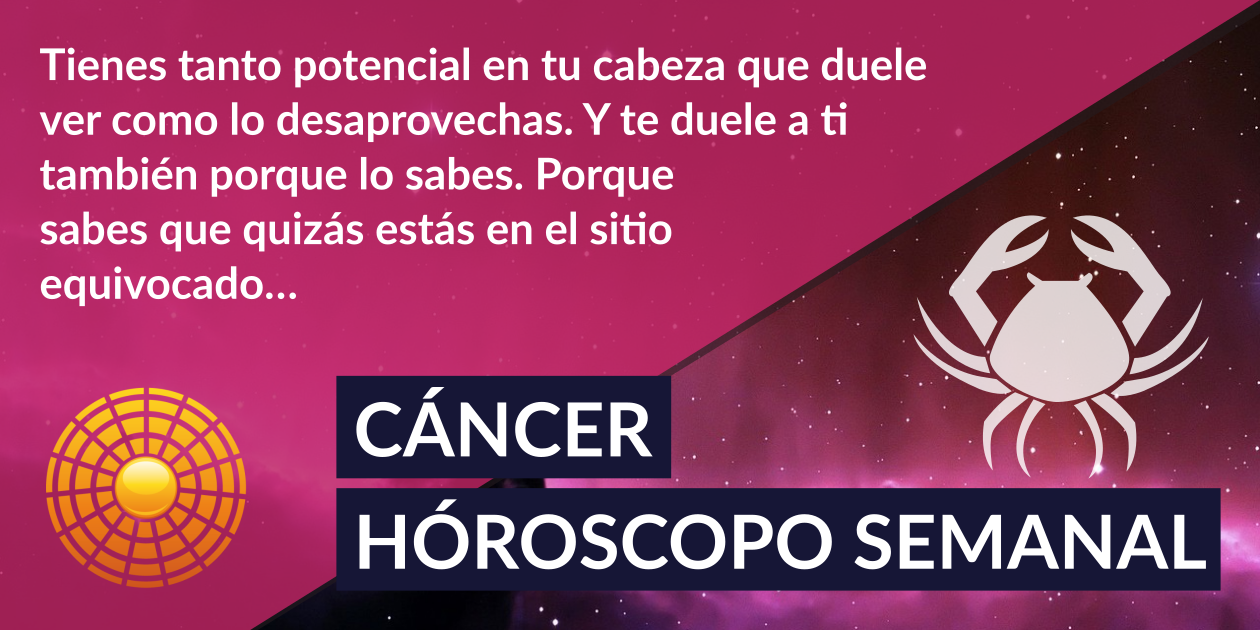 Tienes tanto potencial en tu cabeza que duele
ver como lo desaprovechas. Y te duele a ti
también porque lo sabes. Porque
sabes que quizás estás en el sitio
equivocado...
CÁNCER
HÓROSCOPO SEMANAL